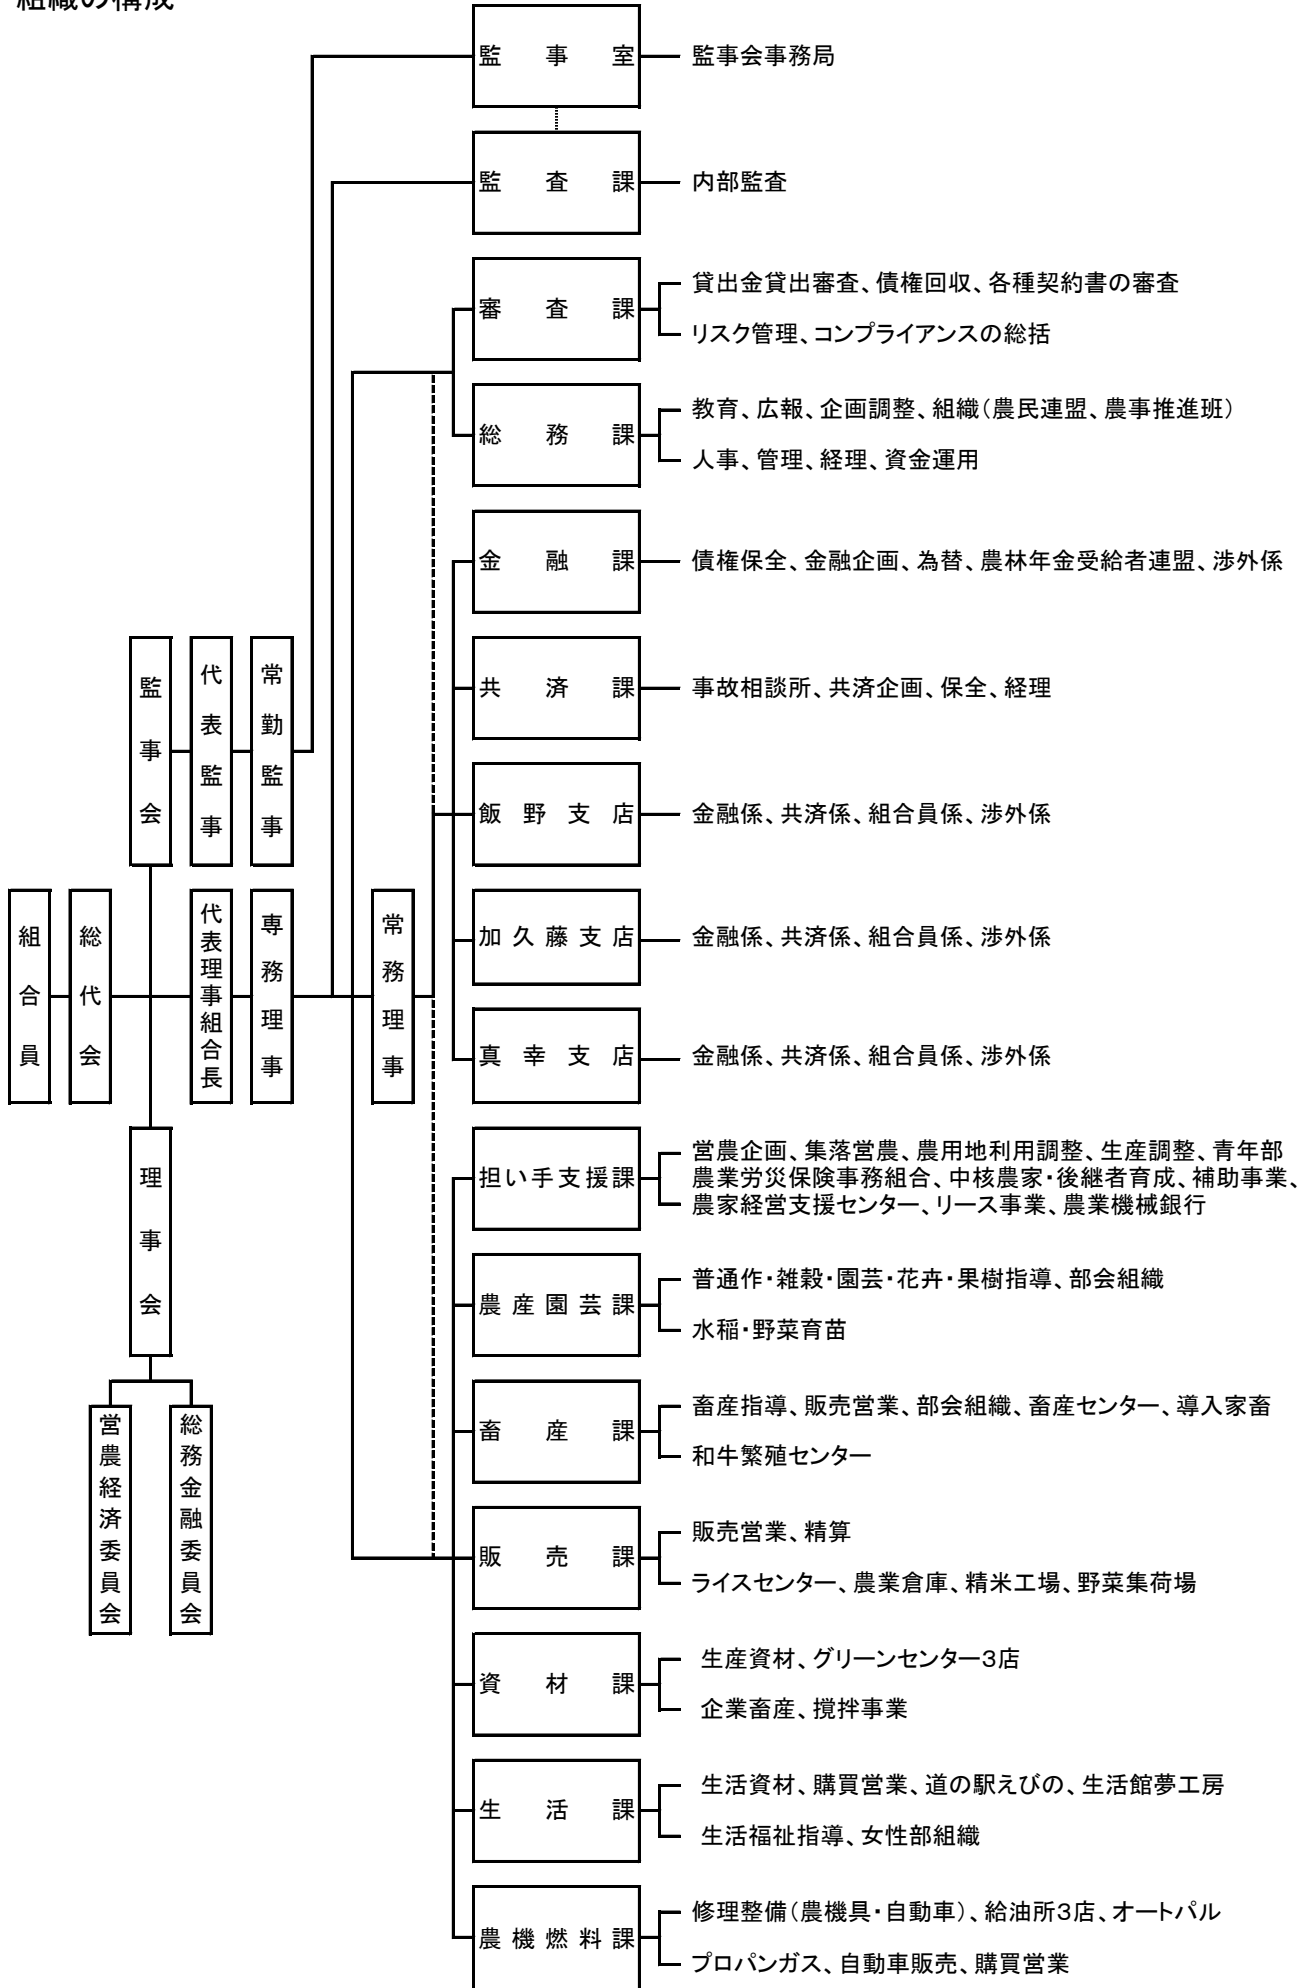 組織の構成
監事室
監事会事務局
監査課
内部監査
審査課
貸出金貸出審査、債権回収、各種契約書の審査
リスク管理、コンプライアンスの総括
総務課
教育、広報、企画調整、組織（農民連盟、農事推進班）
人事、管理、経理、資金運用
金融課
債権保全、金融企画、為替、農林年金受給者連盟、渉外係
共済課
事故相談所、共済企画、保全、経理
飯野支店
金融係、共済係、組合員係、渉外係
加久藤支店
金融係、共済係、組合員係、渉外係
真幸支店
金融係、共済係、組合員係、渉外係
監事会
代表監事
常勤監事
組合員
総代会
代表理事組合長
専務理事
常務理事
理事会
営農経済委員会
総務金融委員会
担い手支援課
営農企画、集落営農、農用地利用調整、生産調整、青年部
農業労災保険事務組合、中核農家・後継者育成、補助事業、
農家経営支援センター、リース事業、農業機械銀行
農産園芸課
普通作・雑穀・園芸・花卉・果樹指導、部会組織
水稲・野菜育苗
畜産課
畜産指導、販売営業、部会組織、畜産センター、導入家畜
和牛繁殖センター
販売課
販売営業、精算
ライスセンター、農業倉庫、精米工場、野菜集荷場
資材課
生産資材、グリーンセンター3店
企業畜産、撹拌事業
生活課
生活資材、購買営業、道の駅えびの、生活館夢工房
生活福祉指導、女性部組織
農機燃料課
修理整備（農機具・自動車）、給油所3店、オートパル
プロパンガス、自動車販売、購買営業